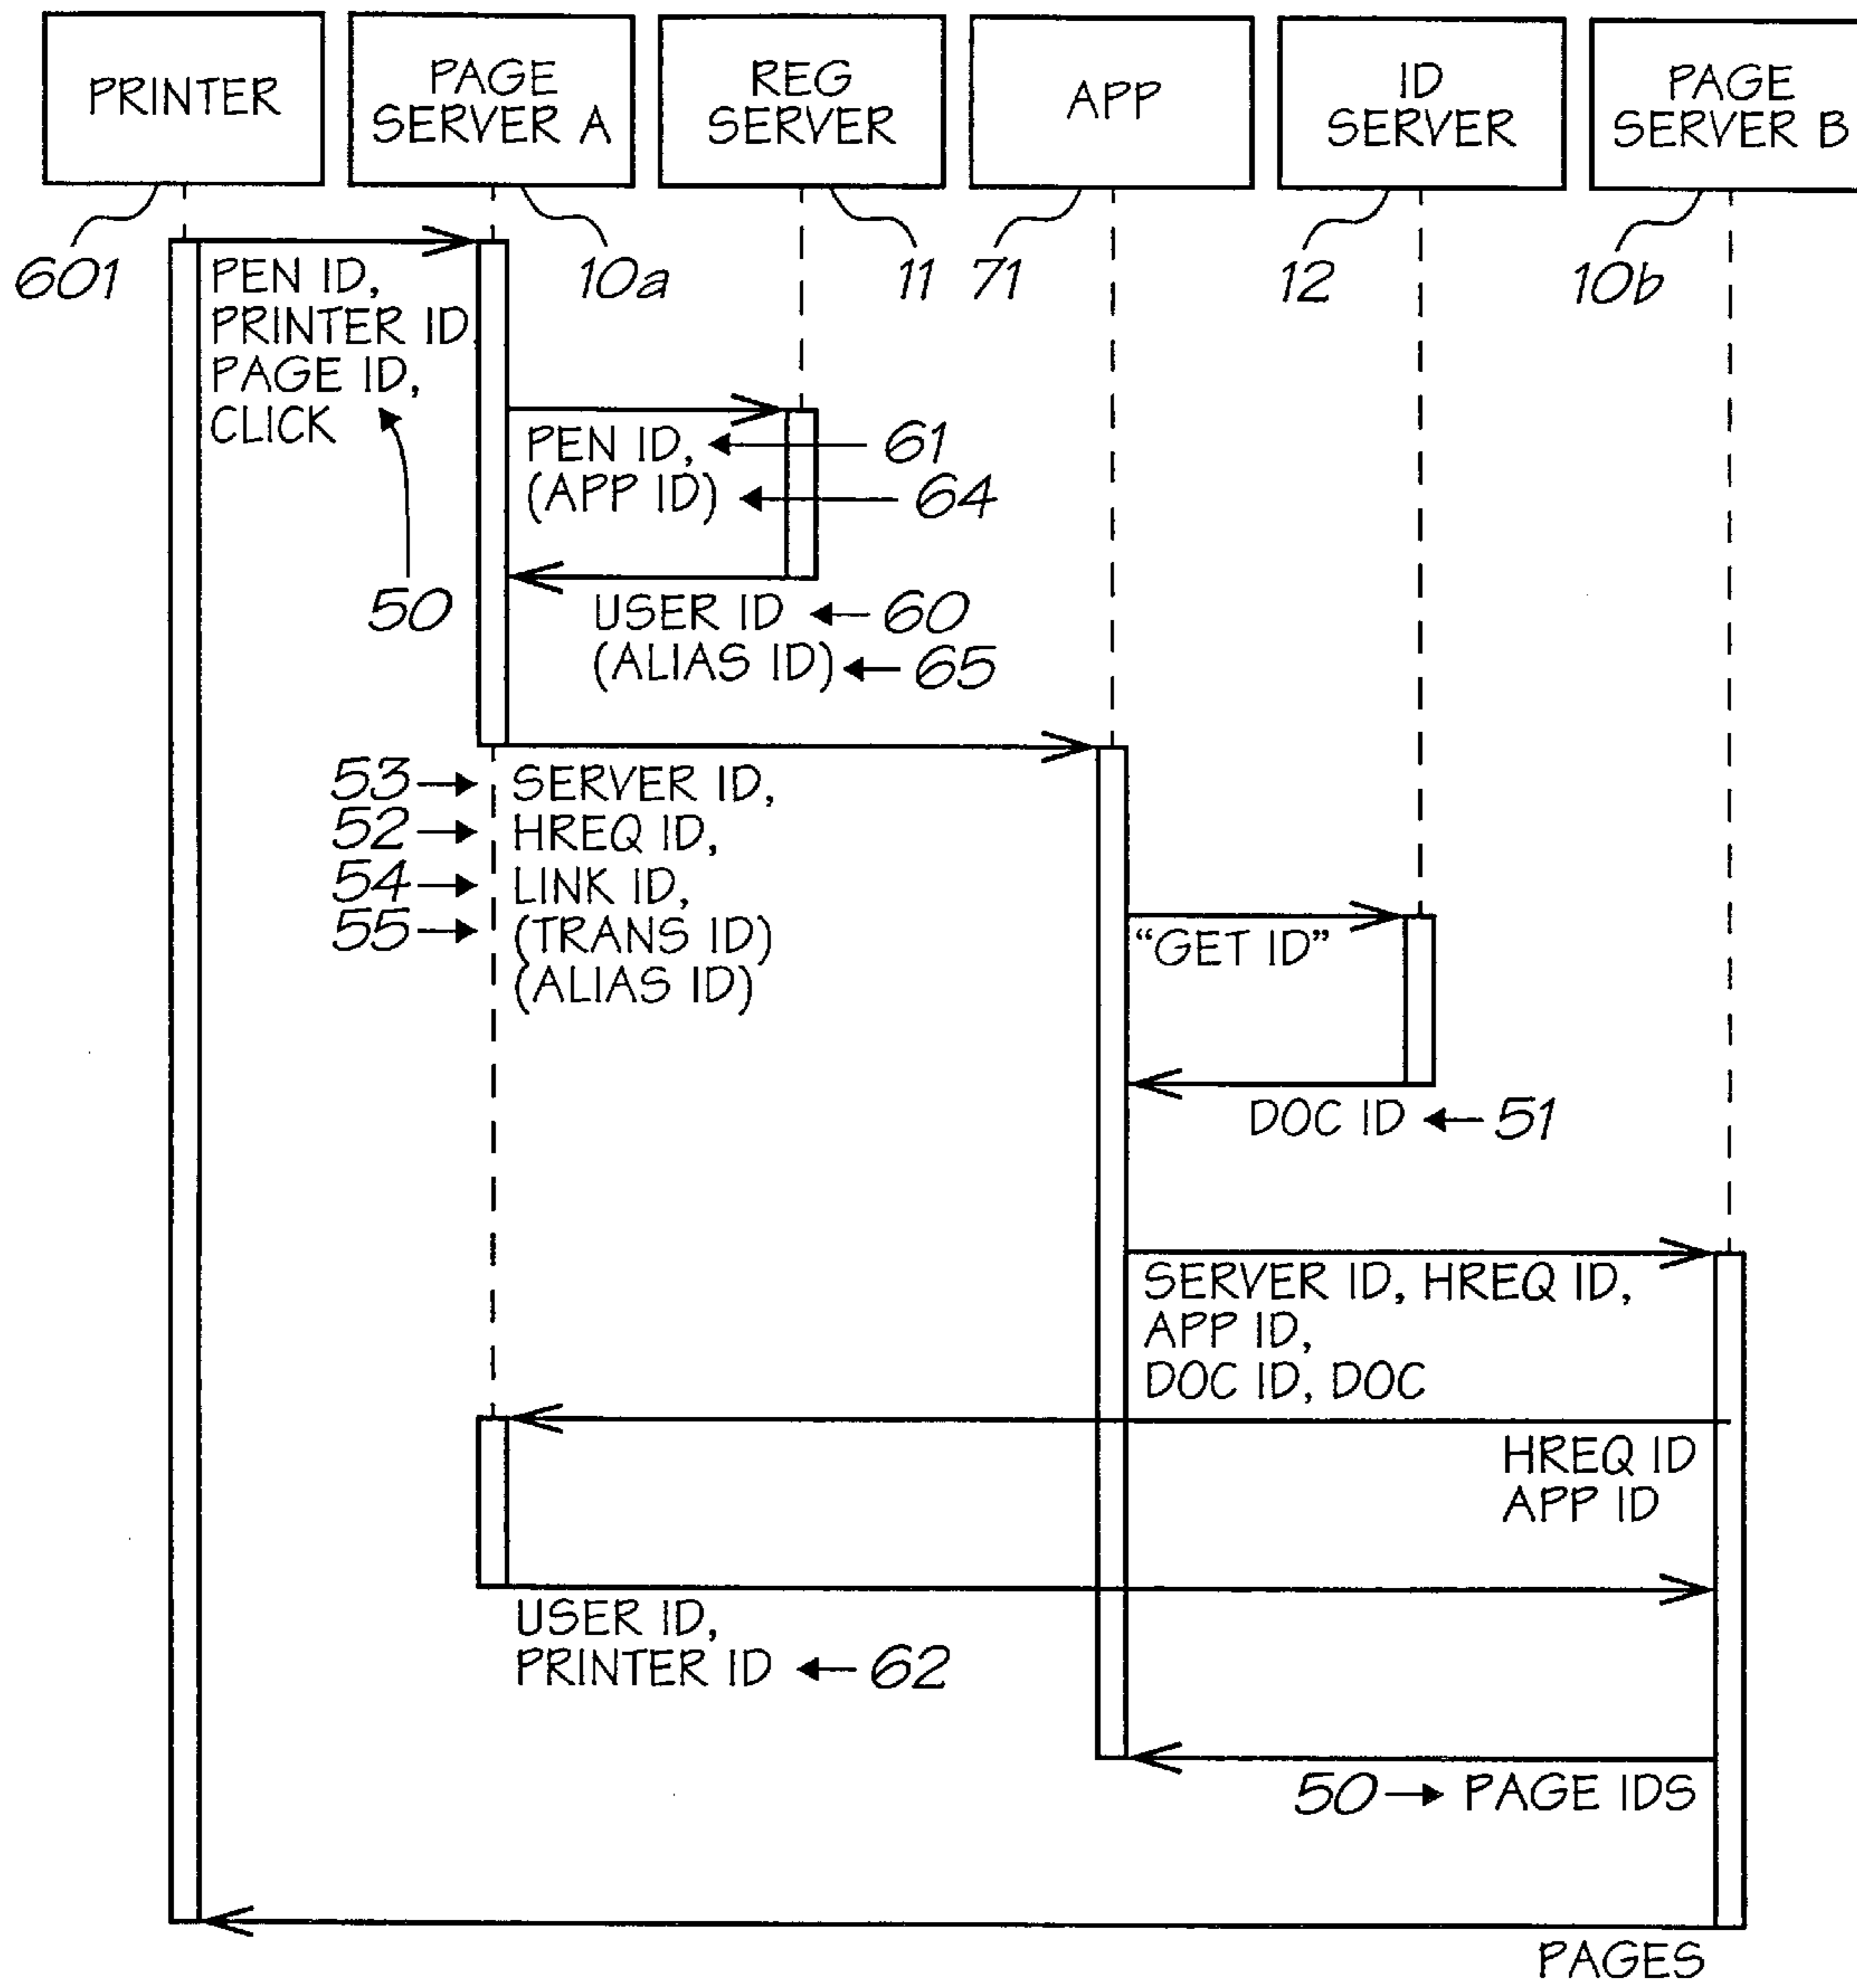 PRINTER
PAGE
SERVER A
REG
SERVER
APP
ID
SERVER
PAGE
SERVER B
601
10a
11
71
12
10b
PEN ID,
PRINTER ID
PAGE ID,
CLICK
50
PEN ID,
(APP ID)
61
64
USER ID
(ALIAS ID)
60
65
53
52
54
55
SERVER ID,
HREQ ID,
LINK ID,
(TRANS ID)
(ALIAS ID)
“GET ID”
DOC ID
51
SERVER ID, HREQ ID,
APP ID,
DOC ID, DOC
HREQ ID
APP ID
USER ID,
PRINTER ID
62
50
PAGE IDS
PAGES